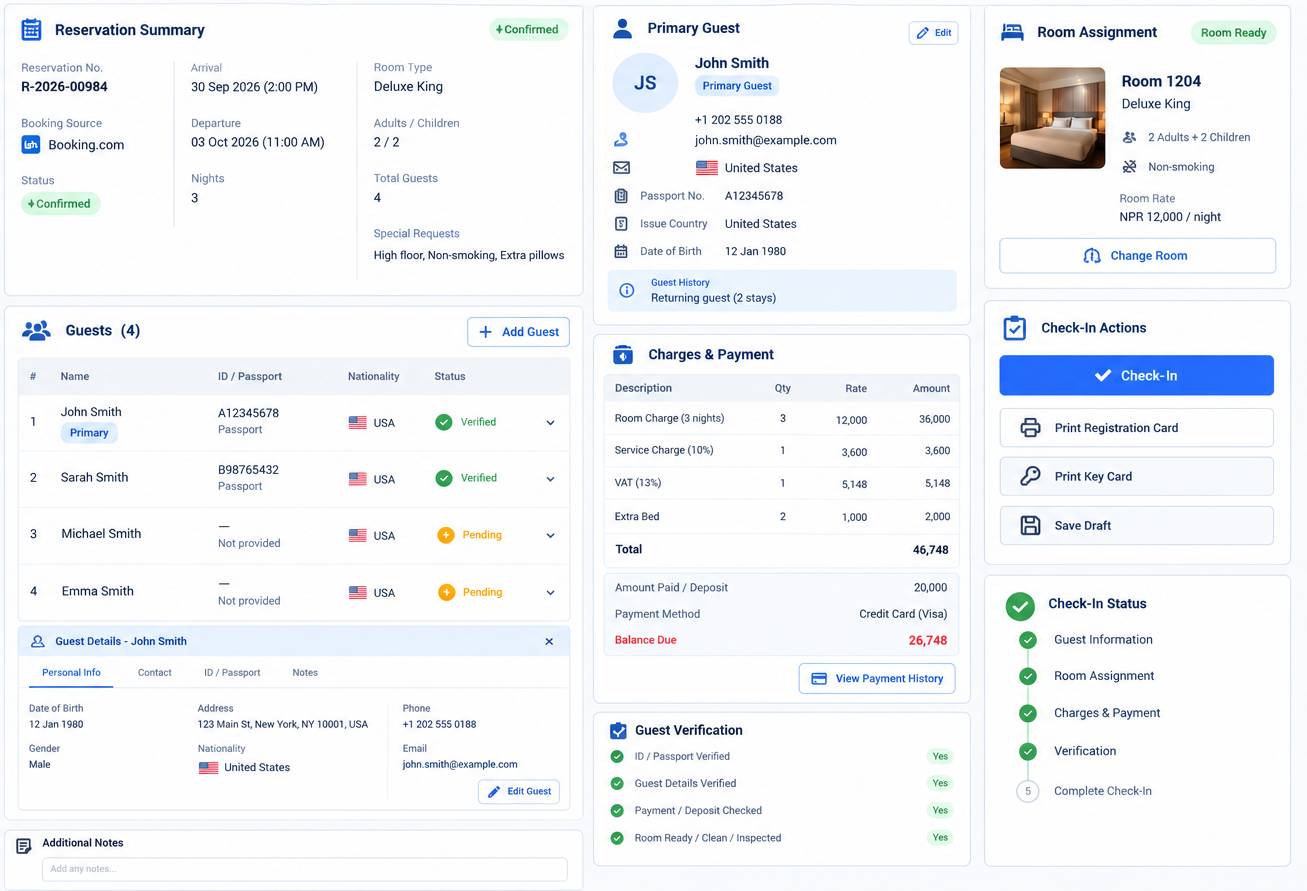 Reservation Summary
Confirmed
Reservation No.
R-2026-00984
Booking Source
Booking.com
Status
Confirmed
Arrival
30 Sep 2026 (2:00 PM)
Departure
03 Oct 2026 (11:00 AM)
Nights
3
Room Type
Deluxe King
Adults / Children
2 / 2
Total Guests
4
Special Requests
High floor, Non-smoking, Extra pillows
Guests (4)
Add Guest
# Name ID / Passport Nationality Status
1 John Smith Primary A12345678 Passport USA Verified
2 Sarah Smith B98765432 Passport USA Verified
3 Michael Smith — Not provided USA Pending
4 Emma Smith — Not provided USA Pending
Guest Details - John Smith
Personal Info Contact ID / Passport Notes
Date of Birth
12 Jan 1980
Gender
Male
Address
123 Main St, New York, NY 10001, USA
Nationality
United States
Phone
+1 202 555 0188
Email
john.smith@example.com
Edit Guest
Additional Notes
Add any notes...
Primary Guest
Edit
JS
John Smith
Primary Guest
+1 202 555 0188
john.smith@example.com
United States
Passport No. A12345678
Issue Country United States
Date of Birth 12 Jan 1980
Guest History
Returning guest (2 stays)
Charges & Payment
Description Qty Rate Amount
Room Charge (3 nights) 3 12,000 36,000
Service Charge (10%) 1 3,600 3,600
VAT (13%) 1 5,148 5,148
Extra Bed 2 1,000 2,000
Total 46,748
Amount Paid / Deposit 20,000
Payment Method Credit Card (Visa)
Balance Due 26,748
View Payment History
Guest Verification
ID / Passport Verified Yes
Guest Details Verified Yes
Payment / Deposit Checked Yes
Room Ready / Clean / Inspected Yes
Room Assignment
Room Ready
Room 1204
Deluxe King
2 Adults + 2 Children
Non-smoking
Room Rate
NPR 12,000 / night
Change Room
Check-In Actions
Check-In
Print Registration Card
Print Key Card
Save Draft
Check-In Status
Guest Information
Room Assignment
Charges & Payment
Verification
5 Complete Check-In